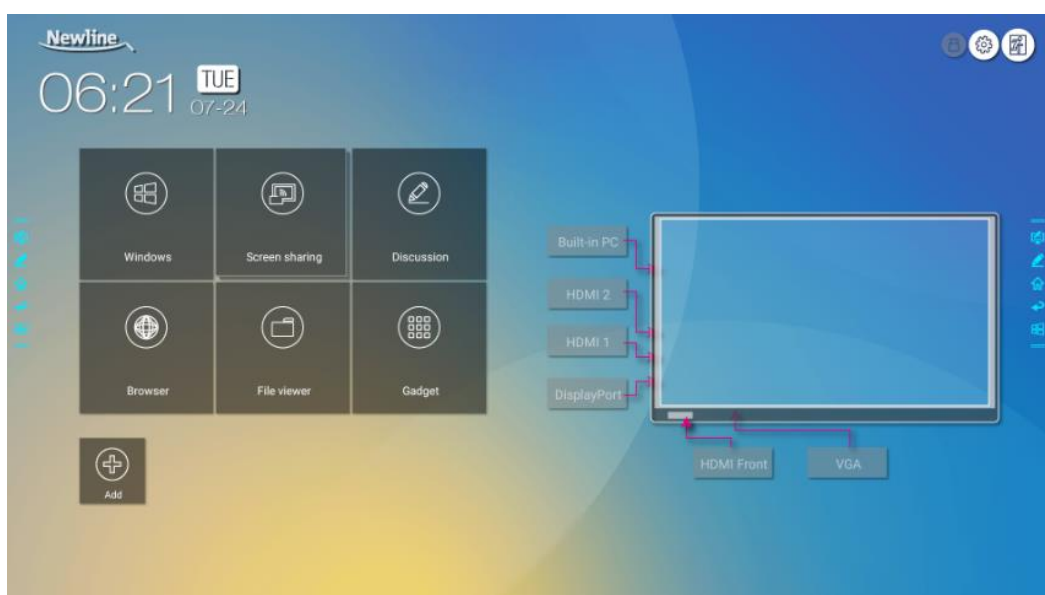 Newline
06:21 TUE
07-24
Windows Screen sharing Discussion
Browser File viewer Gadget
Add
Built-in PC
HDMI 2
HDMI 1
DisplayPort
HDMI Front VGA